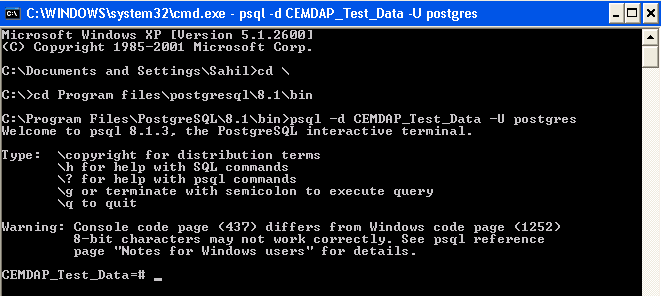 C:\WINDOWS\system32\cmd.exe - psql -d CEMDAP_Test_Data -U postgres
Microsoft Windows XP [Version 5.1.2600]
(C) Copyright 1985-2001 Microsoft Corp.
C:\Documents and Settings\Sahil>cd \
C:\>cd Program files\postgresql\8.1\bin
C:\Program Files\PostgreSQL\8.1\bin>psql -d CEMDAP_Test_Data -U postgres
Welcome to psql 8.1.3, the PostgreSQL interactive terminal.
Type:  \copyright for distribution terms
\h for help with SQL commands
\? for help with psql commands
\g or terminate with semicolon to execute query
\q to quit
Warning: Console code page (437) differs from Windows code page (1252)
8-bit characters may not work correctly. See psql reference
page "Notes for Windows users" for details.
CEMDAP_Test_Data=# _